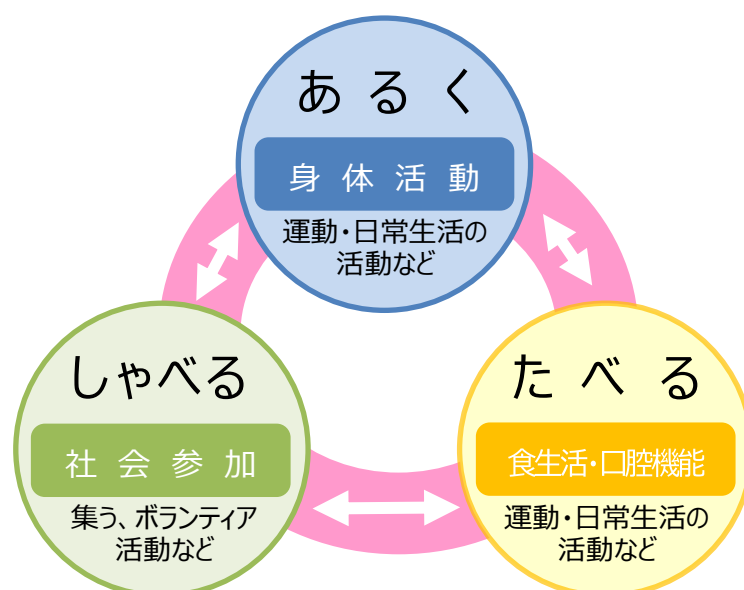 あるく
身体活動
運動・日常生活の
活動など
しゃべる
社会参加
集う、ボランティア
活動など
たべる
食生活・口腔機能
運動・日常生活の
活動など